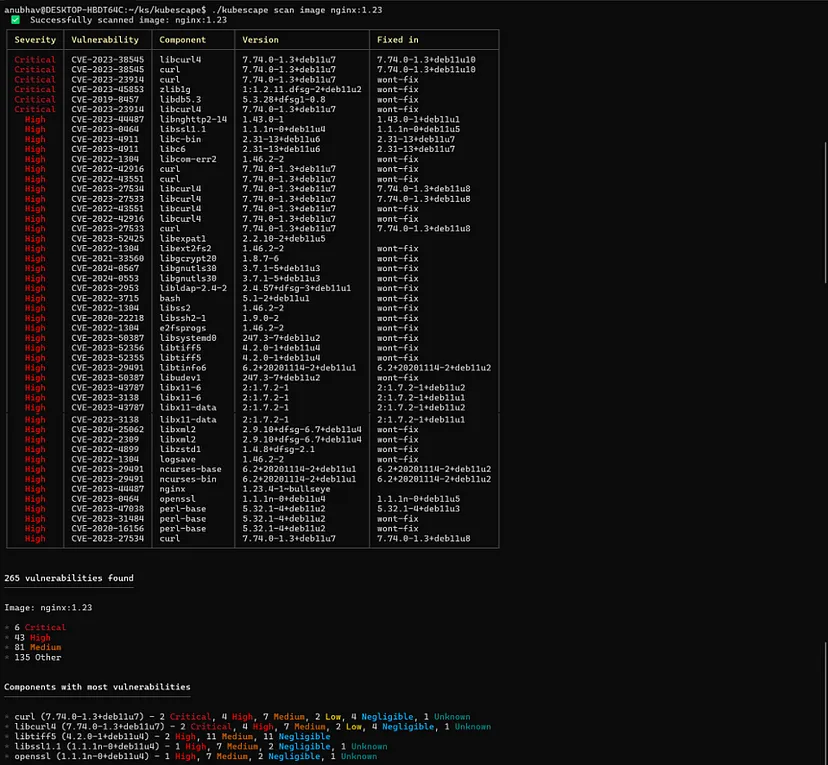 anubhav@DESKTOP-HBDT64C:~/ks/kubescape$ ./kubescape scan image nginx:1.23
✅ Successfully scanned image: nginx:1.23
Severity Vulnerability Component Version Fixed in
Critical CVE-2023-38545 libcurl4 7.74.0-1.3+deb11u7 7.74.0-1.3+deb11u10
Critical CVE-2023-38545 curl 7.74.0-1.3+deb11u7 7.74.0-1.3+deb11u10
Critical CVE-2023-23914 curl 7.74.0-1.3+deb11u7 wont-fix
Critical CVE-2023-45853 zlib1g 1:1.2.11.dfsg-2+deb11u2 wont-fix
Critical CVE-2019-8457 libdb5.3 5.3.28+dfsg1-0.8 wont-fix
Critical CVE-2023-23914 libcurl4 7.74.0-1.3+deb11u7 wont-fix
High CVE-2023-44487 libnghttp2-14 1.43.0-1 1.43.0-1+deb11u1
High CVE-2023-0464 libssl1.1 1.1.1n-0+deb11u4 1.1.1n-0+deb11u5
High CVE-2023-4911 libc-bin 2.31-13+deb11u6 2.31-13+deb11u7
High CVE-2023-4911 libc6 2.31-13+deb11u6 2.31-13+deb11u7
High CVE-2022-1304 libcom-err2 1.46.2-2 wont-fix
High CVE-2022-42916 curl 7.74.0-1.3+deb11u7 wont-fix
High CVE-2022-43551 curl 7.74.0-1.3+deb11u7 wont-fix
High CVE-2023-27534 libcurl4 7.74.0-1.3+deb11u7 7.74.0-1.3+deb11u8
High CVE-2023-27533 libcurl4 7.74.0-1.3+deb11u7 7.74.0-1.3+deb11u8
High CVE-2022-43551 libcurl4 7.74.0-1.3+deb11u7 wont-fix
High CVE-2022-42916 libcurl4 7.74.0-1.3+deb11u7 wont-fix
High CVE-2023-27533 curl 7.74.0-1.3+deb11u7 7.74.0-1.3+deb11u8
High CVE-2023-52425 libexpat1 2.2.10-2+deb11u5
High CVE-2022-1304 libext2fs2 1.46.2-2 wont-fix
High CVE-2021-33560 libgcrypt20 1.8.7-6 wont-fix
High CVE-2024-0567 libgnutls30 3.7.1-5+deb11u3 wont-fix
High CVE-2024-0553 libgnutls30 3.7.1-5+deb11u3 wont-fix
High CVE-2023-2953 libldap-2.4-2 2.4.57+dfsg-3+deb11u1 wont-fix
High CVE-2022-3715 bash 5.1-2+deb11u1 wont-fix
High CVE-2022-1304 libss2 1.46.2-2 wont-fix
High CVE-2020-22218 libssh2-1 1.9.0-2 wont-fix
High CVE-2022-1304 e2fsprogs 1.46.2-2 wont-fix
High CVE-2023-50387 libsystemd0 247.3-7+deb11u2 wont-fix
High CVE-2023-52356 libtiff5 4.2.0-1+deb11u4 wont-fix
High CVE-2023-52355 libtiff5 4.2.0-1+deb11u4 wont-fix
High CVE-2023-29491 libtinfo6 6.2+20201114-2+deb11u1 6.2+20201114-2+deb11u2
High CVE-2023-50387 libudev1 247.3-7+deb11u2 wont-fix
High CVE-2023-43787 libx11-6 2:1.7.2-1 2:1.7.2-1+deb11u2
High CVE-2023-3138 libx11-6 2:1.7.2-1 2:1.7.2-1+deb11u1
High CVE-2023-43787 libx11-data 2:1.7.2-1 2:1.7.2-1+deb11u2
High CVE-2023-3138 libx11-data 2:1.7.2-1 2:1.7.2-1+deb11u1
High CVE-2024-25062 libxml2 2.9.10+dfsg-6.7+deb11u4 wont-fix
High CVE-2022-2309 libxml2 2.9.10+dfsg-6.7+deb11u4 wont-fix
High CVE-2022-4899 libzstd1 1.4.8+dfsg-2.1 wont-fix
High CVE-2022-1304 logsave 1.46.2-2 wont-fix
High CVE-2023-29491 ncurses-base 6.2+20201114-2+deb11u1 6.2+20201114-2+deb11u2
High CVE-2023-29491 ncurses-bin 6.2+20201114-2+deb11u1 6.2+20201114-2+deb11u2
High CVE-2023-44487 nginx 1.23.4-1~bullseye
High CVE-2023-0464 openssl 1.1.1n-0+deb11u4 1.1.1n-0+deb11u5
High CVE-2023-47038 perl-base 5.32.1-4+deb11u2 5.32.1-4+deb11u3
High CVE-2023-31484 perl-base 5.32.1-4+deb11u2 wont-fix
High CVE-2020-16156 perl-base 5.32.1-4+deb11u2 wont-fix
High CVE-2023-27534 curl 7.74.0-1.3+deb11u7 7.74.0-1.3+deb11u8
265 vulnerabilities found
Image: nginx:1.23
* 6 Critical
* 43 High
* 81 Medium
* 135 Other
Components with most vulnerabilities
* curl (7.74.0-1.3+deb11u7) - 2 Critical, 4 High, 7 Medium, 2 Low, 4 Negligible, 1 Unknown
* libcurl4 (7.74.0-1.3+deb11u7) - 2 Critical, 4 High, 7 Medium, 2 Low, 4 Negligible, 1 Unknown
* libtiff5 (4.2.0-1+deb11u4) - 2 High, 11 Medium, 11 Negligible
* libssl1.1 (1.1.1n-0+deb11u4) - 1 High, 7 Medium, 2 Negligible, 1 Unknown
* openssl (1.1.1n-0+deb11u4) - 1 High, 7 Medium, 2 Negligible, 1 Unknown